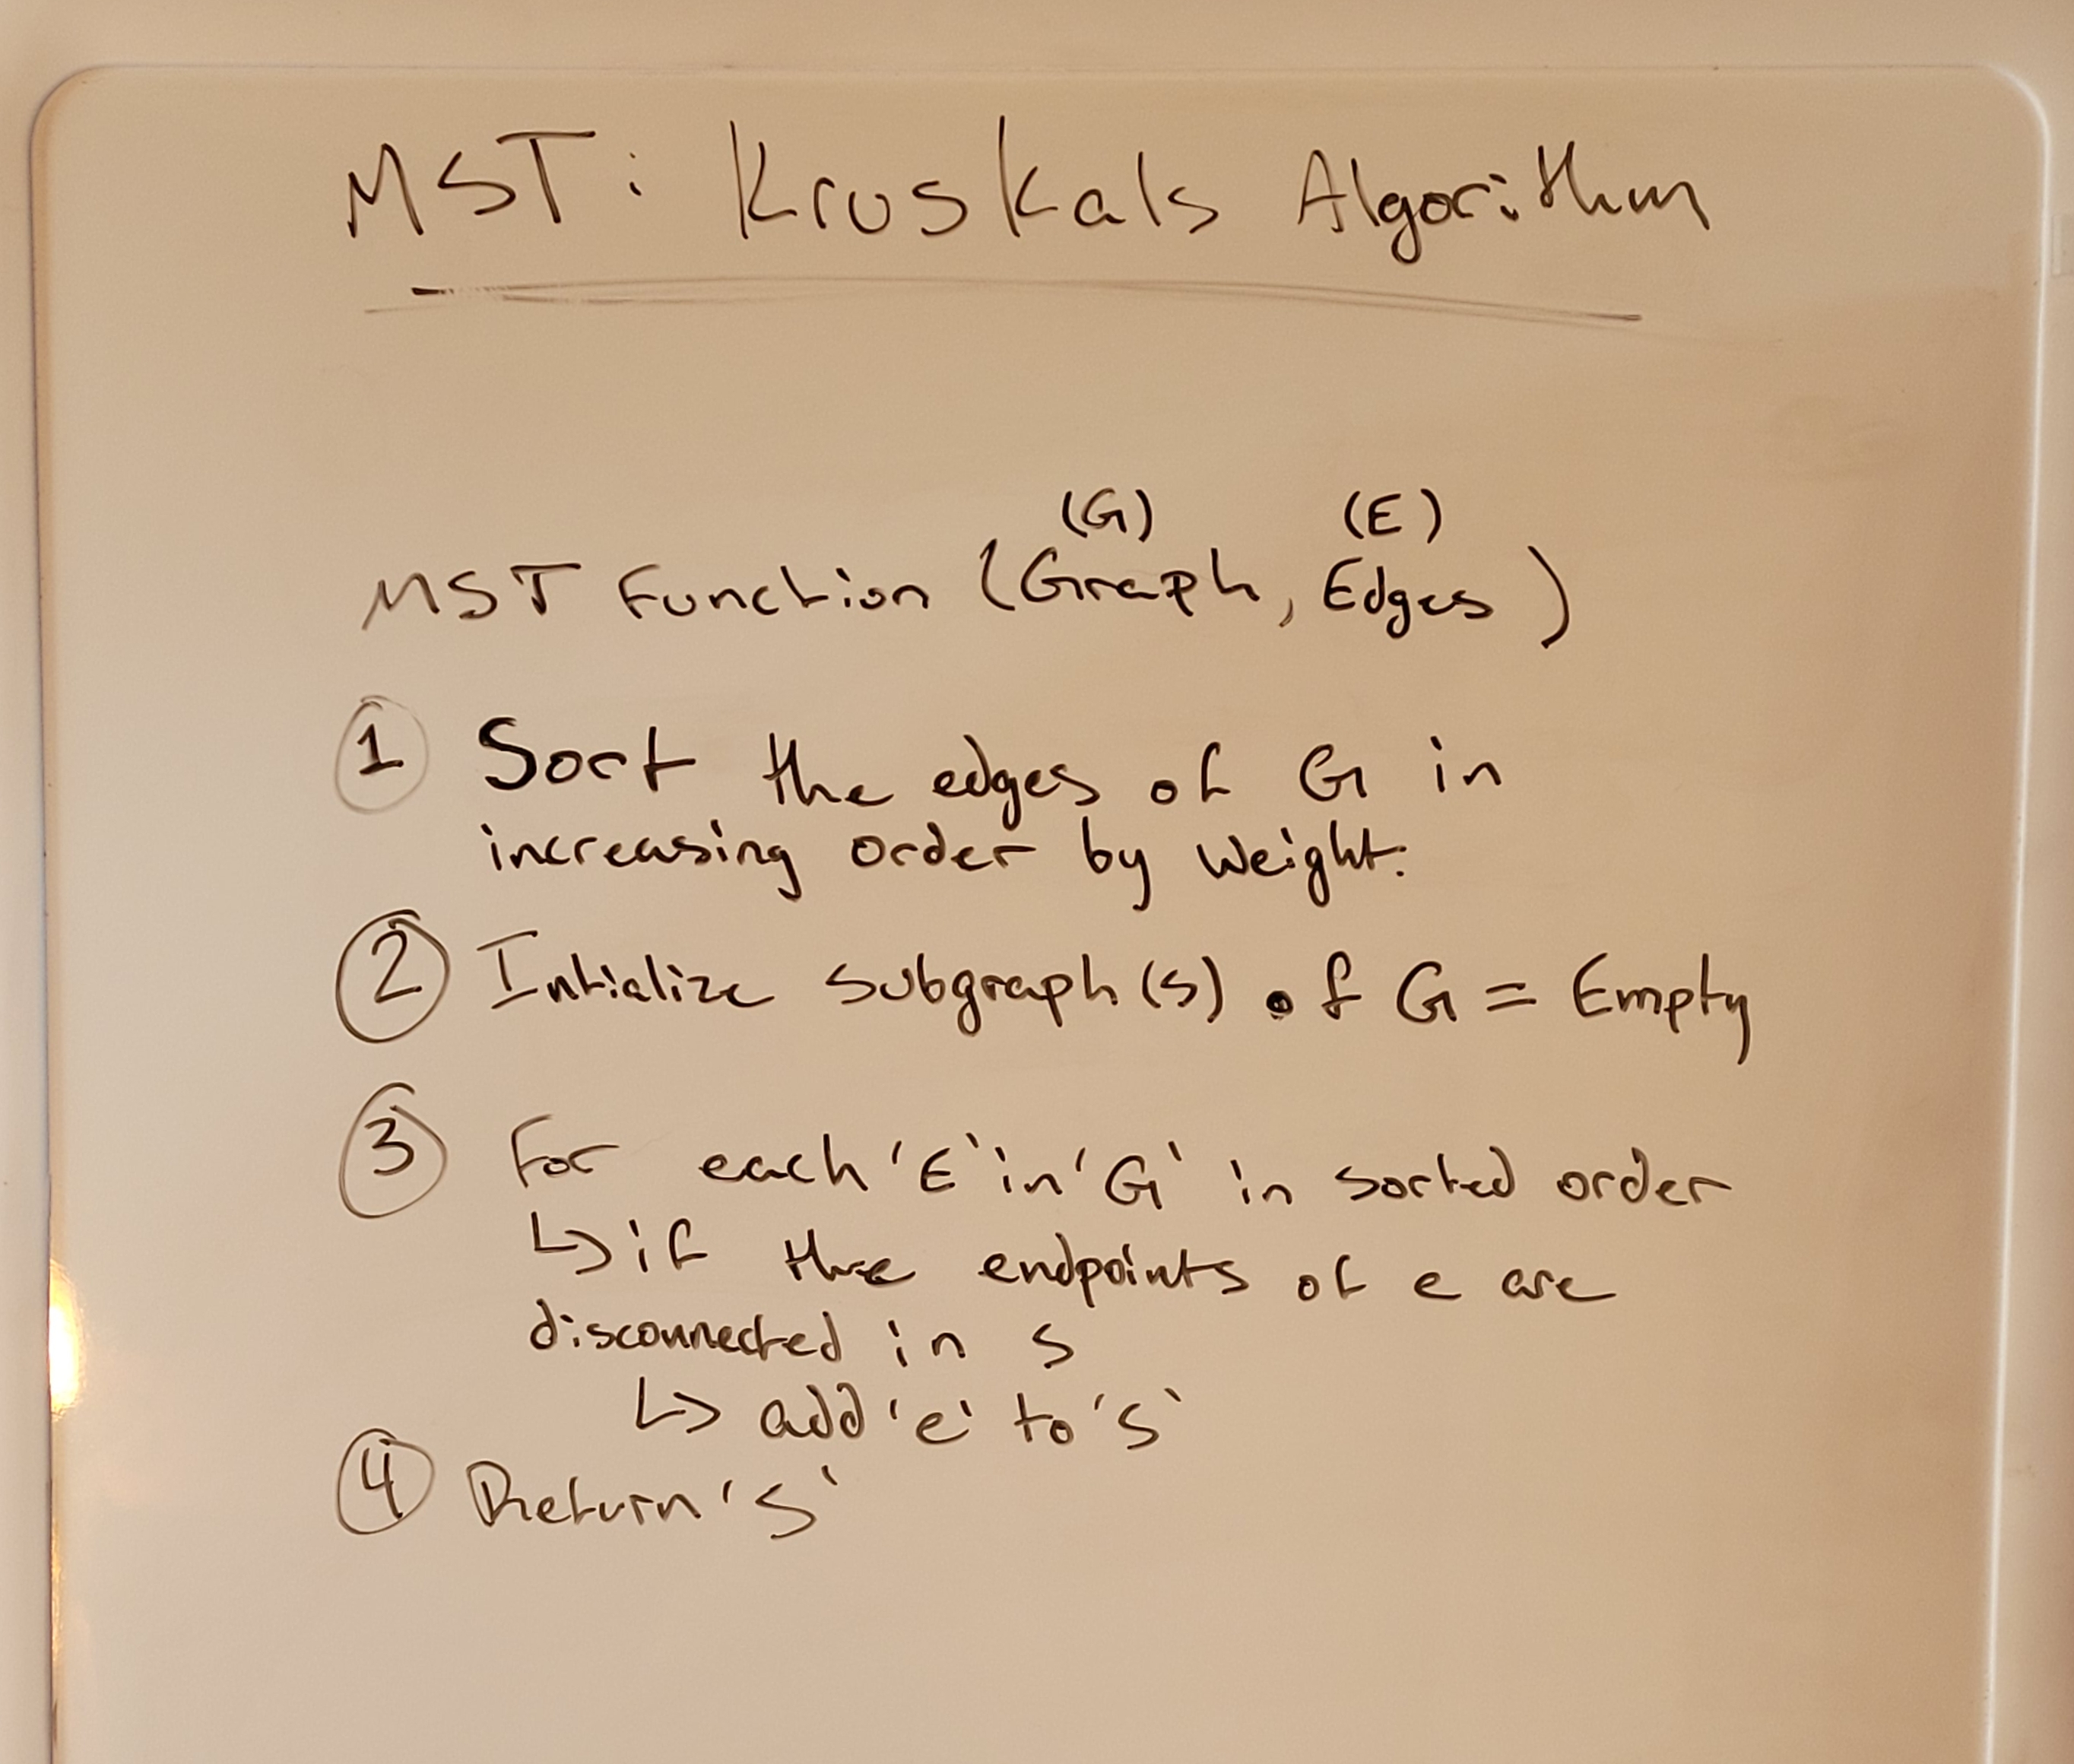 MST: Kruskals Algorithm
(G) (E)
MST Function (Graph, Edges)
1 Sort the edges of G in
increasing order by weight.
2 Intialize subgraph(s) of G = Empty
3 For each 'E' in 'G' in sorted order
↳ if the endpoints of e are
disconnected in s
↳ add 'e' to 's'
4 Return 's'